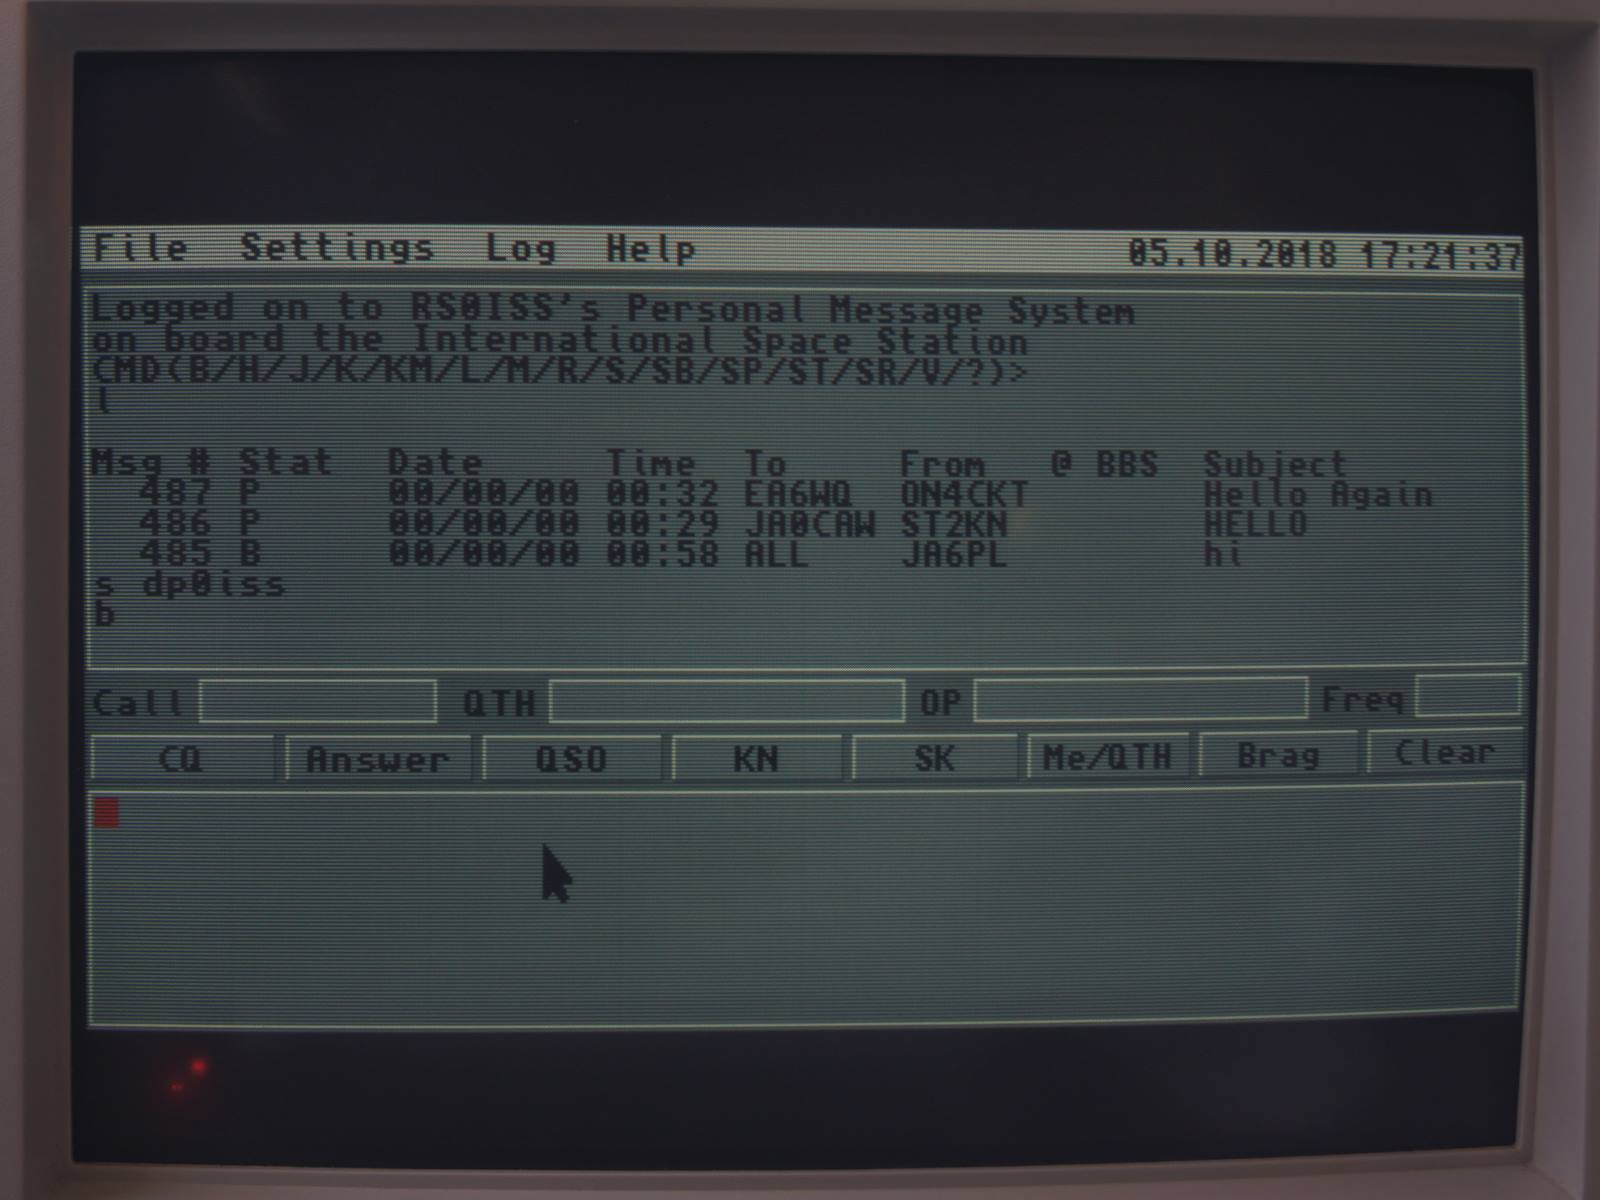 File Settings Log Help 05.10.2018 17:21:37
Logged on to RS0ISS's Personal Message System
on board the International Space Station
CMD(B/H/J/K/KM/L/M/R/S/SB/SP/ST/SR/V/?)>
l
Msg # Stat Date Time To From @ BBS Subject
487 P 00/00/00 00:32 EA6WQ ON4CKT Hello Again
486 P 00/00/00 00:29 JA0CAW ST2KN HELLO
485 B 00/00/00 00:58 ALL JA6PL hi
s dp0iss
b
Call QTH OP Freq
CQ Answer QSO KN SK Me/QTH Brag Clear